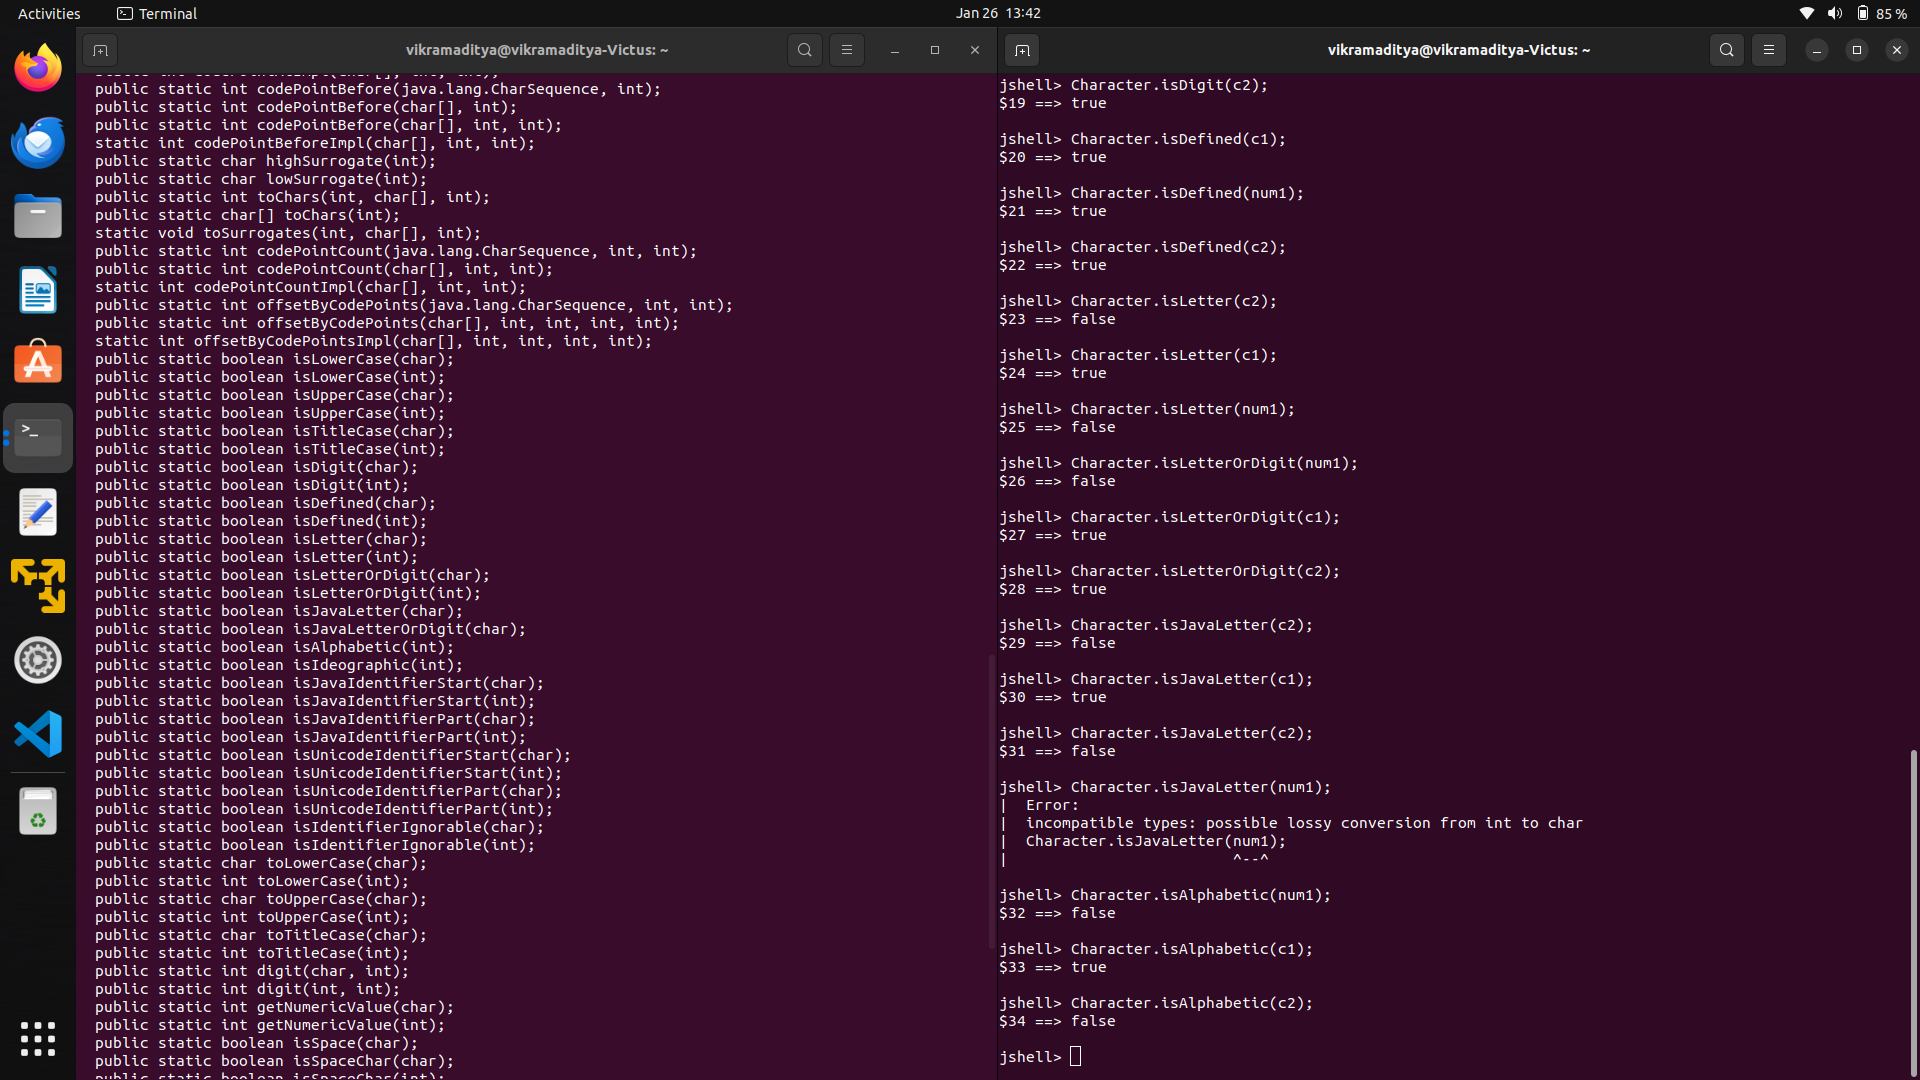 Activities
Terminal
Jan 26 13:42
85 %
vikramaditya@vikramaditya-Victus: ~
public static int codePointBefore(java.lang.CharSequence, int);
public static int codePointBefore(char[], int);
public static int codePointBefore(char[], int, int);
static int codePointBeforeImpl(char[], int, int);
public static char highSurrogate(int);
public static char lowSurrogate(int);
public static int toChars(int, char[], int);
public static char[] toChars(int);
static void toSurrogates(int, char[], int);
public static int codePointCount(java.lang.CharSequence, int, int);
public static int codePointCount(char[], int, int);
static int codePointCountImpl(char[], int, int);
public static int offsetByCodePoints(java.lang.CharSequence, int, int);
public static int offsetByCodePoints(char[], int, int, int, int);
static int offsetByCodePointsImpl(char[], int, int, int, int);
public static boolean isLowerCase(char);
public static boolean isLowerCase(int);
public static boolean isUpperCase(char);
public static boolean isUpperCase(int);
public static boolean isTitleCase(char);
public static boolean isTitleCase(int);
public static boolean isDigit(char);
public static boolean isDigit(int);
public static boolean isDefined(char);
public static boolean isDefined(int);
public static boolean isLetter(char);
public static boolean isLetter(int);
public static boolean isLetterOrDigit(char);
public static boolean isLetterOrDigit(int);
public static boolean isJavaLetter(char);
public static boolean isJavaLetterOrDigit(char);
public static boolean isAlphabetic(int);
public static boolean isIdeographic(int);
public static boolean isJavaIdentifierStart(char);
public static boolean isJavaIdentifierStart(int);
public static boolean isJavaIdentifierPart(char);
public static boolean isJavaIdentifierPart(int);
public static boolean isUnicodeIdentifierStart(char);
public static boolean isUnicodeIdentifierStart(int);
public static boolean isUnicodeIdentifierPart(char);
public static boolean isUnicodeIdentifierPart(int);
public static boolean isIdentifierIgnorable(char);
public static boolean isIdentifierIgnorable(int);
public static char toLowerCase(char);
public static int toLowerCase(int);
public static char toUpperCase(char);
public static int toUpperCase(int);
public static char toTitleCase(char);
public static int toTitleCase(int);
public static int digit(char, int);
public static int digit(int, int);
public static int getNumericValue(char);
public static int getNumericValue(int);
public static boolean isSpace(char);
public static boolean isSpaceChar(char);
public static boolean isSpaceChar(int);
vikramaditya@vikramaditya-Victus: ~
jshell> Character.isDigit(c2);
$19 ==> true
jshell> Character.isDefined(c1);
$20 ==> true
jshell> Character.isDefined(num1);
$21 ==> true
jshell> Character.isDefined(c2);
$22 ==> true
jshell> Character.isLetter(c2);
$23 ==> false
jshell> Character.isLetter(c1);
$24 ==> true
jshell> Character.isLetter(num1);
$25 ==> false
jshell> Character.isLetterOrDigit(num1);
$26 ==> false
jshell> Character.isLetterOrDigit(c1);
$27 ==> true
jshell> Character.isLetterOrDigit(c2);
$28 ==> true
jshell> Character.isJavaLetter(c2);
$29 ==> false
jshell> Character.isJavaLetter(c1);
$30 ==> true
jshell> Character.isJavaLetter(c2);
$31 ==> false
jshell> Character.isJavaLetter(num1);
| Error:
| incompatible types: possible lossy conversion from int to char
| Character.isJavaLetter(num1);
| ^--^
jshell> Character.isAlphabetic(num1);
$32 ==> false
jshell> Character.isAlphabetic(c1);
$33 ==> true
jshell> Character.isAlphabetic(c2);
$34 ==> false
jshell>